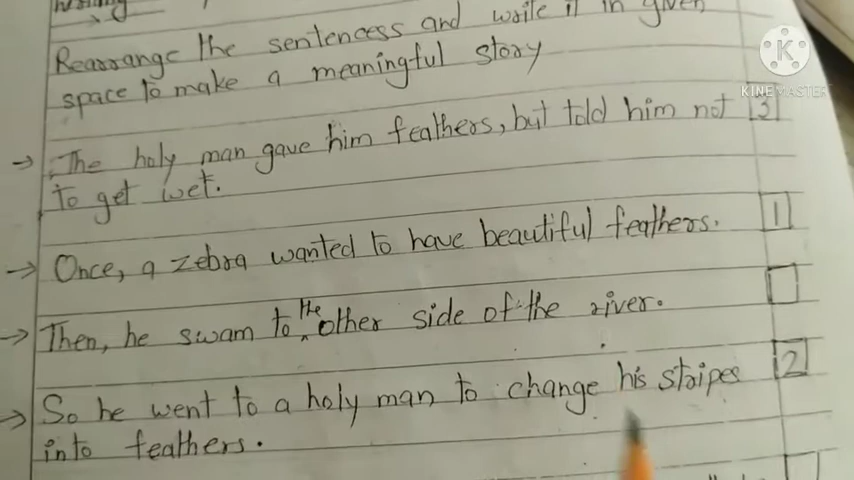 Rearrange the sentencess and write it in given
space to make a meaningful story
K
KINEMASTER
→ The holy man gave him feathers, but told him not 3
to get wet.
→ Once, a zebra wanted to have beautiful feathers. 1
→ Then, he swam to the other side of the river.
→ So he went to a holy man to change his stripes 2
into feathers.